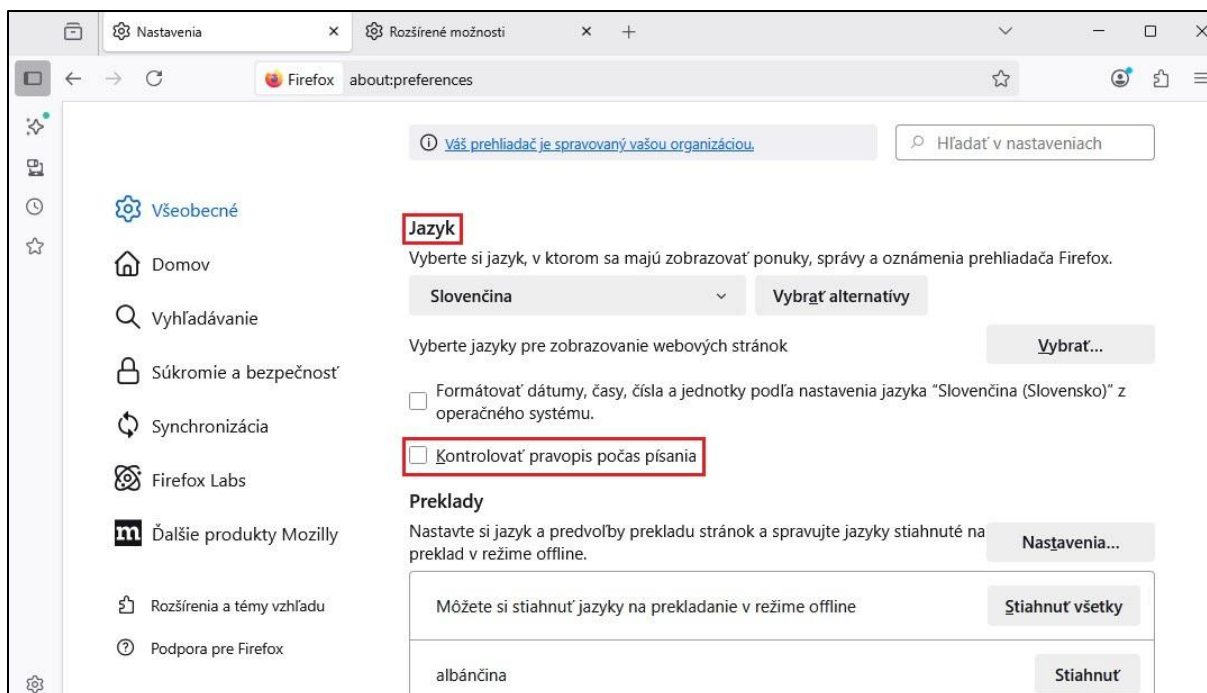 Nastavenia
Rozšírené možnosti
Firefox about:preferences
Váš prehliadač je spravovaný vašou organizáciou.
Hľadať v nastaveniach
Všeobecné
Domov
Vyhľadávanie
Súkromie a bezpečnosť
Synchronizácia
Firefox Labs
m Ďalšie produkty Mozilly
Rozšírenia a témy vzhľadu
Podpora pre Firefox
Jazyk
Vyberte si jazyk, v ktorom sa majú zobrazovať ponuky, správy a oznámenia prehliadača Firefox.
Slovenčina
Vybrať alternatívy
Vyberte jazyky pre zobrazovanie webových stránok
Vybrať...
Formátovať dátumy, časy, čísla a jednotky podľa nastavenia jazyka “Slovenčina (Slovensko)” z
operačného systému.
Kontrolovať pravopis počas písania
Preklady
Nastavte si jazyk a predvoľby prekladu stránok a spravujte jazyky stiahnuté na
preklad v režime offline.
Nastavenia...
Môžete si stiahnuť jazyky na prekladanie v režime offline
Stiahnuť všetky
albánčina
Stiahnuť